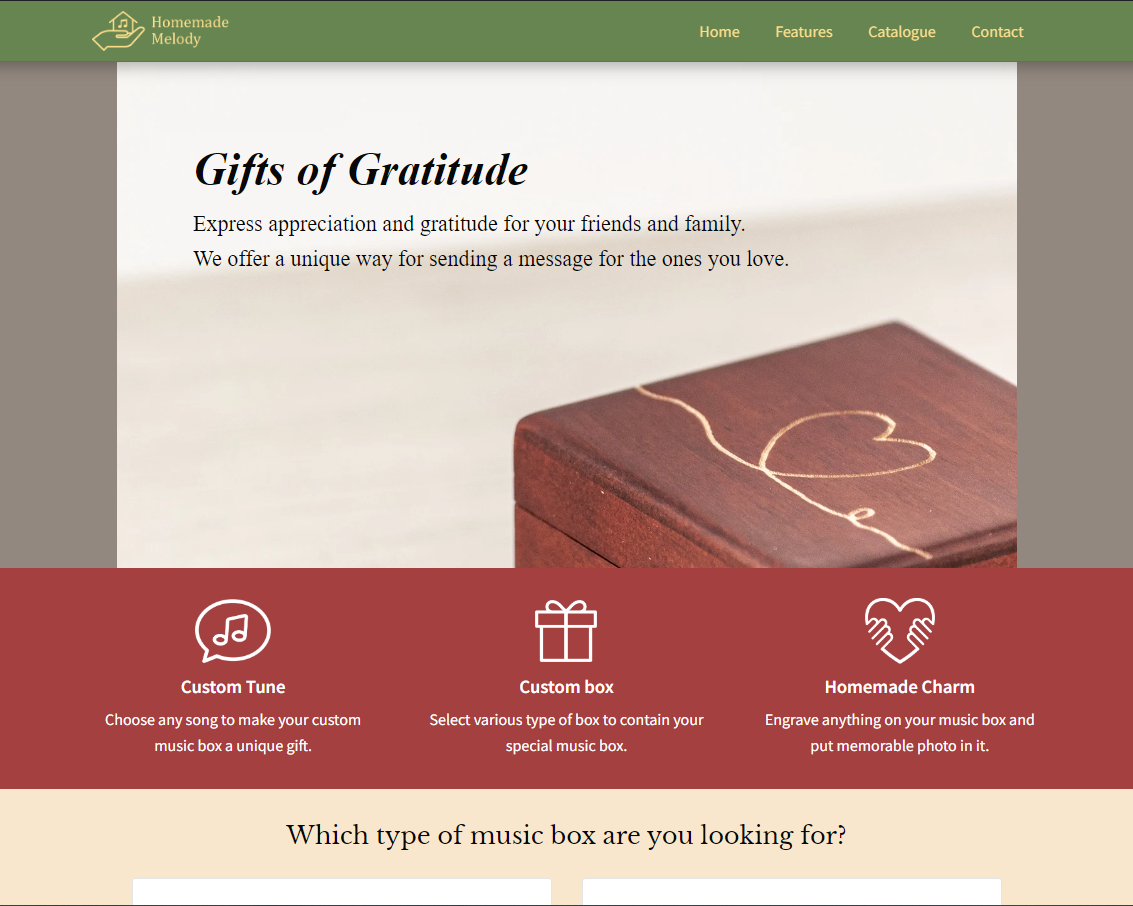 Homemade
Melody
Home Features Catalogue Contact
Gifts of Gratitude
Express appreciation and gratitude for your friends and family.
We offer a unique way for sending a message for the ones you love.
Custom Tune
Choose any song to make your custom
music box a unique gift.
Custom box
Select various type of box to contain your
special music box.
Homemade Charm
Engrave anything on your music box and
put memorable photo in it.
Which type of music box are you looking for?